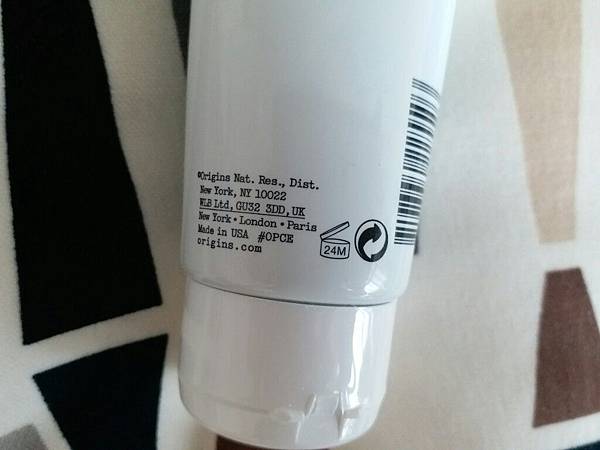 ©Origins Nat. Res., Dist.
New York, NY 10022
WLB Ltd, GU32 3DD, UK
New York • London • Paris
Made in USA #0PCE
origins.com
24M